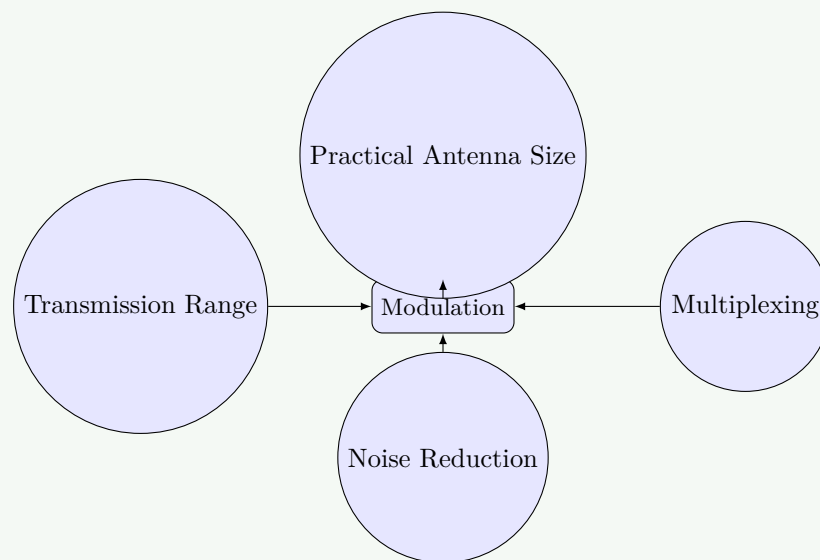 Practical Antenna Size
Transmission Range
Modulation
Multiplexing
Noise Reduction